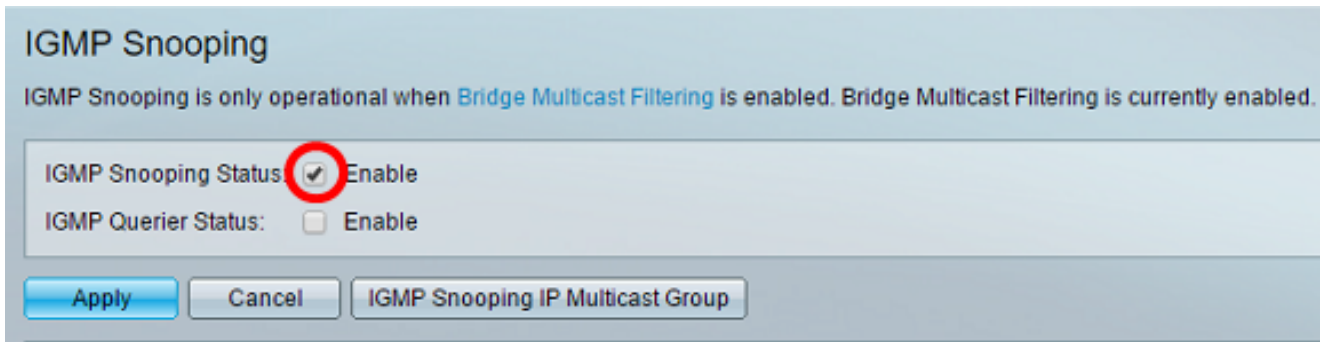 IGMP Snooping
IGMP Snooping is only operational when Bridge Multicast Filtering is enabled. Bridge Multicast Filtering is currently enabled.
IGMP Snooping Status: Enable
IGMP Querier Status: Enable
Apply Cancel IGMP Snooping IP Multicast Group